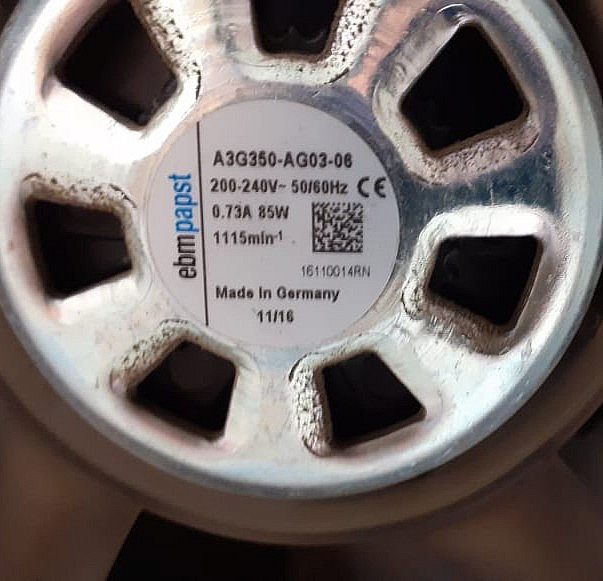 ebmpapst
A3G350-AG03-06
200-240V~ 50/60Hz CE
0.73A 85W
1115min-1
16110014RN
Made in Germany
11/16